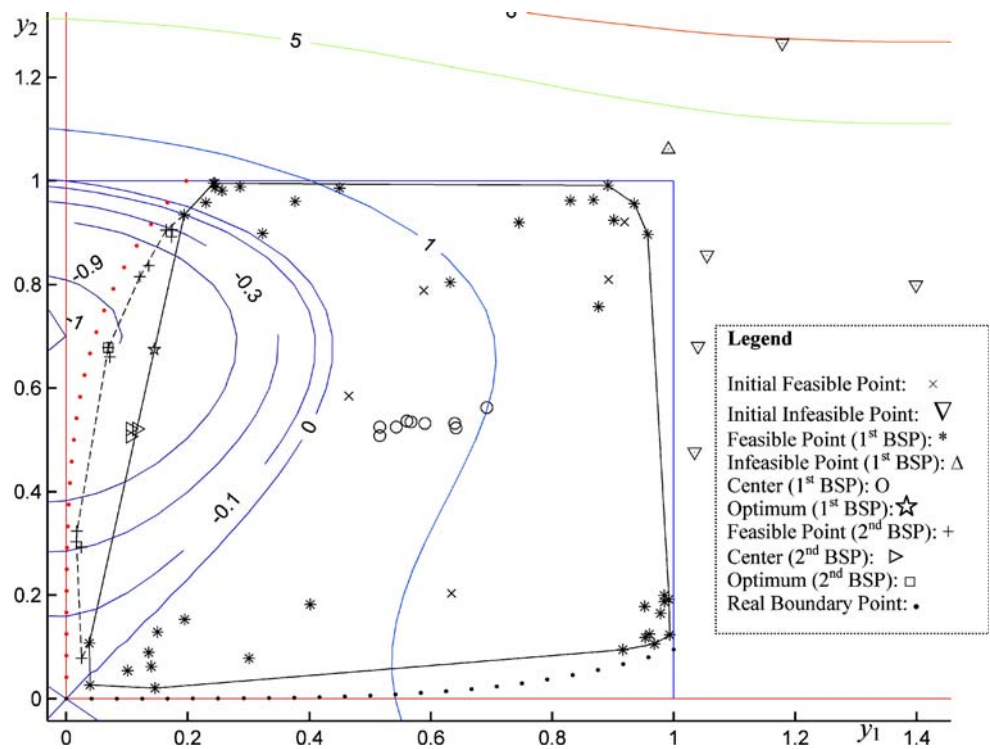 y2
6
5
1.2
1
1
0.8
-0.9
-0.3
-1
0.6
0
0.4
-0.1
0.2
0
0 0.2 0.4 0.6 0.8 1 y1 1.2 1.4
Legend
Initial Feasible Point: ×
Initial Infeasible Point: ▽
Feasible Point (1st BSP): *
Infeasible Point (1st BSP): Δ
Center (1st BSP): O
Optimum (1st BSP): ☆
Feasible Point (2nd BSP): +
Center (2nd BSP): ▷
Optimum (2nd BSP): □
Real Boundary Point: •